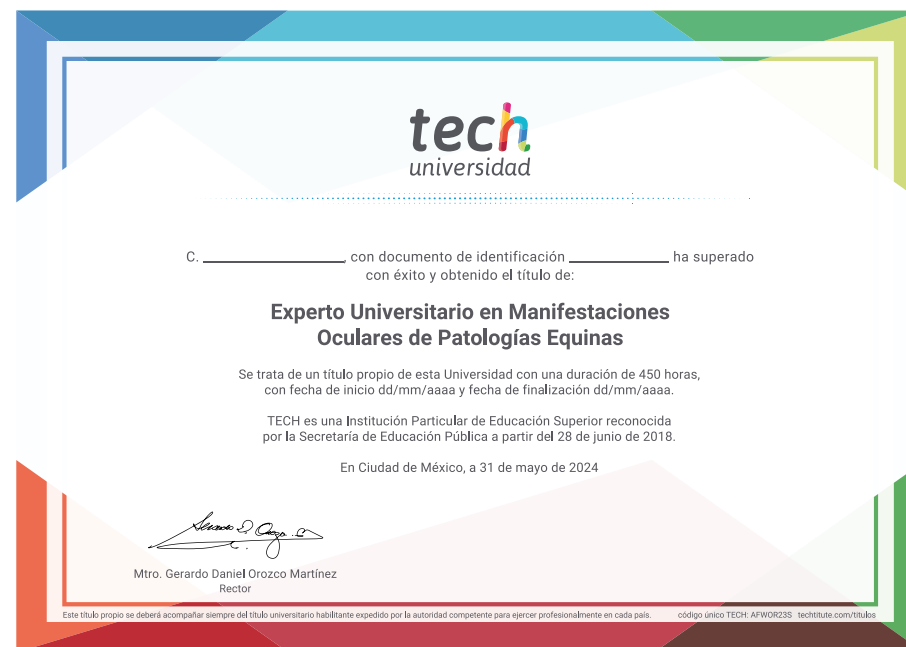 tech
universidad
C. ____________, con documento de identificación ____________ ha superado
con éxito y obtenido el título de:
Experto Universitario en Manifestaciones
Oculares de Patologías Equinas
Se trata de un título propio de esta Universidad con una duración de 450 horas,
con fecha de inicio dd/mm/aaaa y fecha de finalización dd/mm/aaaa.
TECH es una Institución Particular de Educación Superior reconocida
por la Secretaría de Educación Pública a partir del 28 de junio de 2018.
En Ciudad de México, a 31 de mayo de 2024
Mtro. Gerardo Daniel Orozco Martínez
Rector
Este título propio se deberá acompañar siempre del título universitario habilitante expedido por la autoridad competente para ejercer profesionalmente en cada país. código único TECH: AFWOR23S techtitute.com/titulos